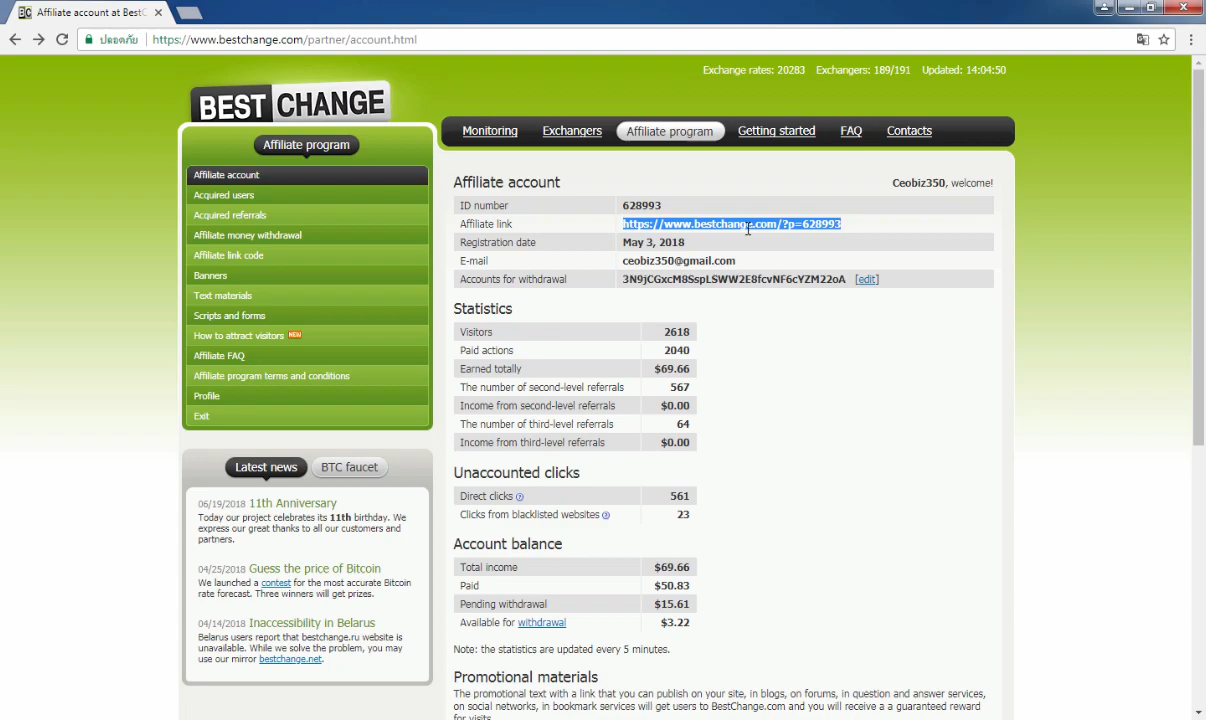 Affiliate account at BestC
ปลอดภัย https://www.bestchange.com/partner/account.html
Exchange rates: 20283 Exchangers: 189/191 Updated: 14:04:50
BEST CHANGE
Monitoring Exchangers Affiliate program Getting started FAQ Contacts
Affiliate program
Affiliate account
Acquired users
Acquired referrals
Affiliate money withdrawal
Affiliate link code
Banners
Text materials
Scripts and forms
How to attract visitors NEW
Affiliate FAQ
Affiliate program terms and conditions
Profile
Exit
Latest news BTC faucet
06/19/2018 11th Anniversary
Today our project celebrates its 11th birthday. We
express our great thanks to all our customers and
partners.
04/25/2018 Guess the price of Bitcoin
We launched a contest for the most accurate Bitcoin
rate forecast. Three winners will get prizes.
04/14/2018 Inaccessibility in Belarus
Belarus users report that bestchange.ru website is
unavailable. While we solve the problem, you may
use our mirror bestchange.net.
Affiliate account Ceobiz350, welcome!
ID number 628993
Affiliate link https://www.bestchange.com/?p=628993
Registration date May 3, 2018
E-mail ceobiz350@gmail.com
Accounts for withdrawal 3N9jCGxcM8SspLSWW2E8fcvNF6cYZM22oA [edit]
Statistics
Visitors 2618
Paid actions 2040
Earned totally $69.66
The number of second-level referrals 567
Income from second-level referrals $0.00
The number of third-level referrals 64
Income from third-level referrals $0.00
Unaccounted clicks
Direct clicks 561
Clicks from blacklisted websites 23
Account balance
Total income $69.66
Paid $50.83
Pending withdrawal $15.61
Available for withdrawal $3.22
Note: the statistics are updated every 5 minutes.
Promotional materials
The promotional text with a link that you can publish on your site, in blogs, on forums, in question and answer services,
on social networks, in bookmark services will get users to BestChange.com and you will receive a a guaranteed reward
for visits.